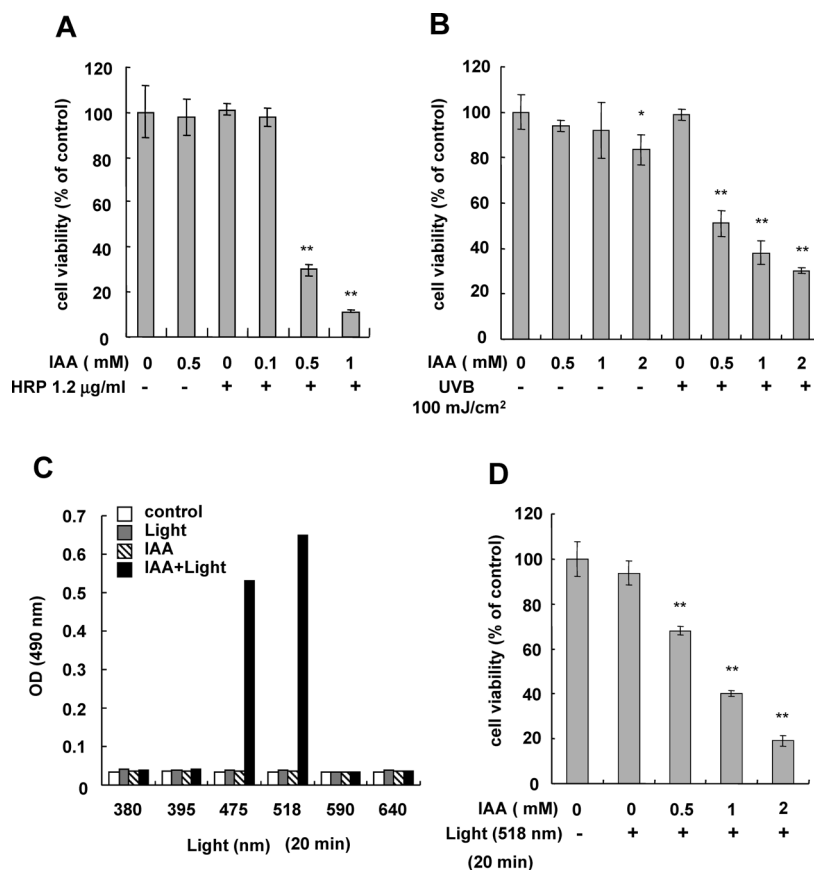 A
cell viability (% of control)
120
100
80
60
40
20
0
** **
IAA ( mM) 0 0.5 0 0.1 0.5 1
HRP 1.2 μg/ml - - + + + +
B
cell viability (% of control)
120
100
80
60
40
20
0
* ** ** **
IAA ( mM) 0 0.5 1 2 0 0.5 1 2
UVB - - - - + + + +
100 mJ/cm²
C
control
Light
IAA
IAA+Light
OD (490 nm)
0.7
0.6
0.5
0.4
0.3
0.2
0.1
0
380 395 475 518 590 640
Light (nm) (20 min)
D
cell viability (% of control)
120
100
80
60
40
20
0
** ** **
IAA ( mM) 0 0 0.5 1 2
Light (518 nm) - + + + +
(20 min)